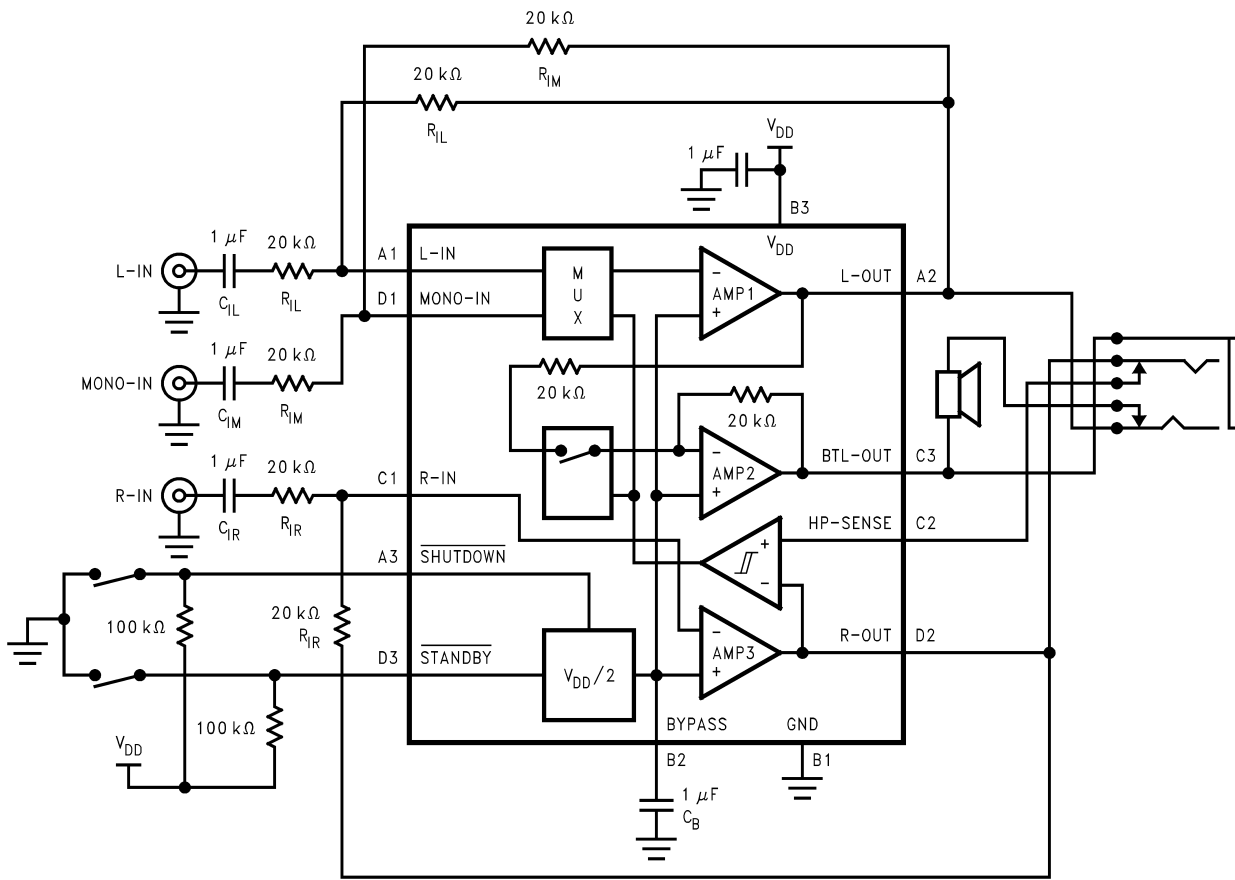 20 kΩ
R_IM
20 kΩ
R_IL
V_DD
1 μF
B3
V_DD
1 μF
20 kΩ
L-IN
C_IL
R_IL
A1
L-IN
D1
MONO-IN
M
U
X
-
AMP1
+
L-OUT
A2
1 μF
20 kΩ
MONO-IN
C_IM
R_IM
20 kΩ
20 kΩ
-
AMP2
+
BTL-OUT
C3
1 μF
20 kΩ
R-IN
C_IR
R_IR
C1
R-IN
HP-SENSE
C2
+
-
A3
SHUTDOWN
100 kΩ
20 kΩ
R_IR
R-OUT
D2
-
AMP3
+
D3
STANDBY
V_DD/2
100 kΩ
V_DD
BYPASS
GND
B2
B1
1 μF
C_B